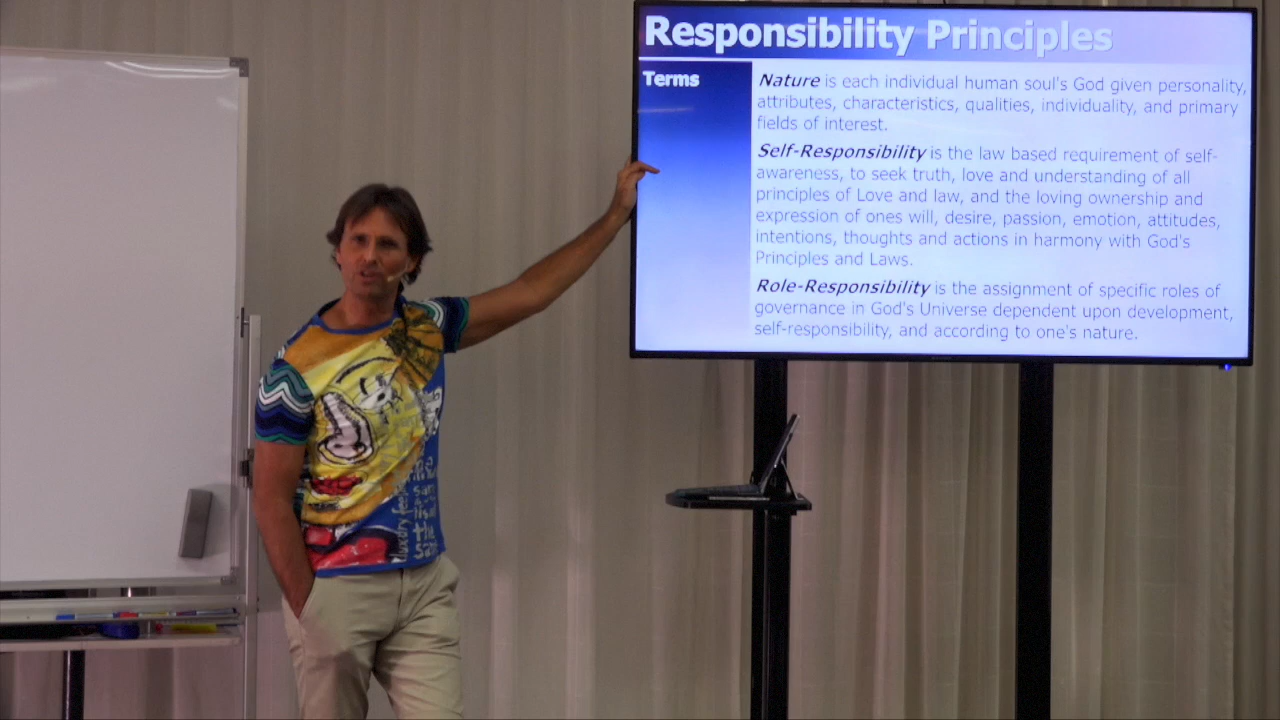 Responsibility Principles
Terms
Nature is each individual human soul's God given personality,
attributes, characteristics, qualities, individuality, and primary
fields of interest.
Self-Responsibility is the law based requirement of self-
awareness, to seek truth, love and understanding of all
principles of Love and law, and the loving ownership and
expression of ones will, desire, passion, emotion, attitudes,
intentions, thoughts and actions in harmony with God's
Principles and Laws.
Role-Responsibility is the assignment of specific roles of
governance in God's Universe dependent upon development,
self-responsibility, and according to one's nature.
the